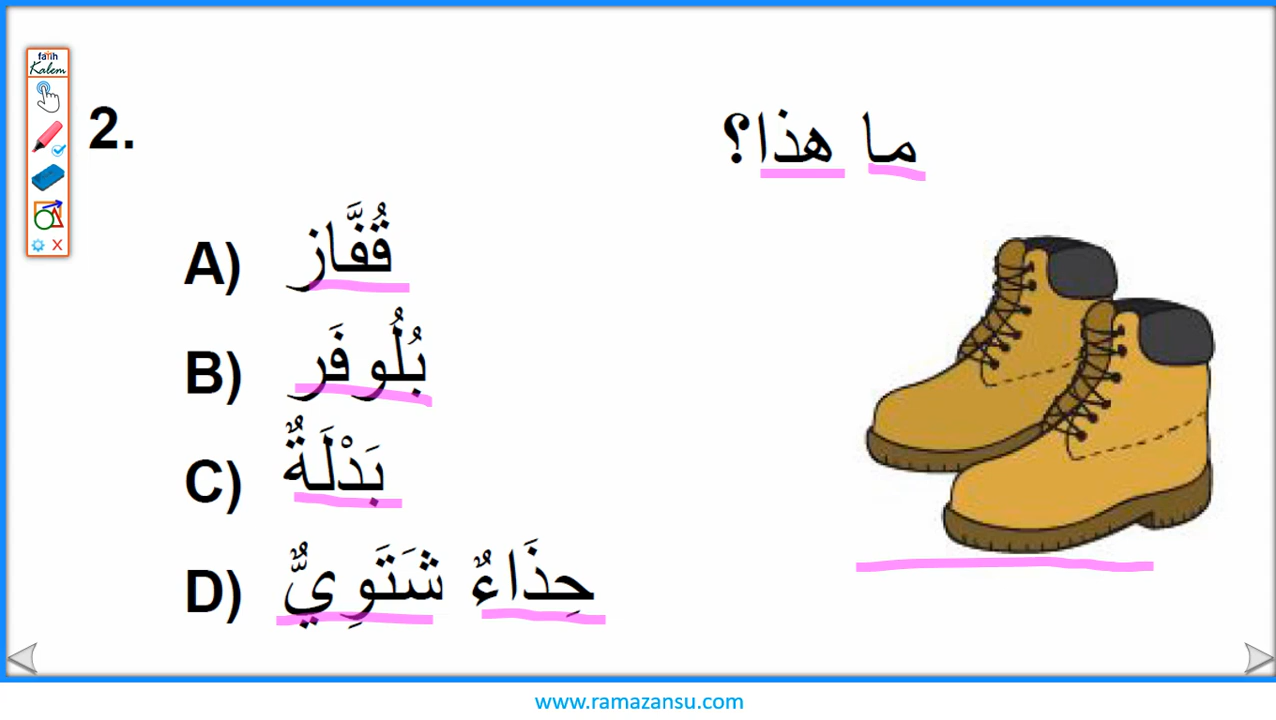 fatih
Kalem
2.
ما هذا؟
A) قُفَّاز
B) بُلُوفَر
C) بَدْلَةٌ
D) حِذَاءٌ شَتَوِيٌّ
www.ramazansu.com